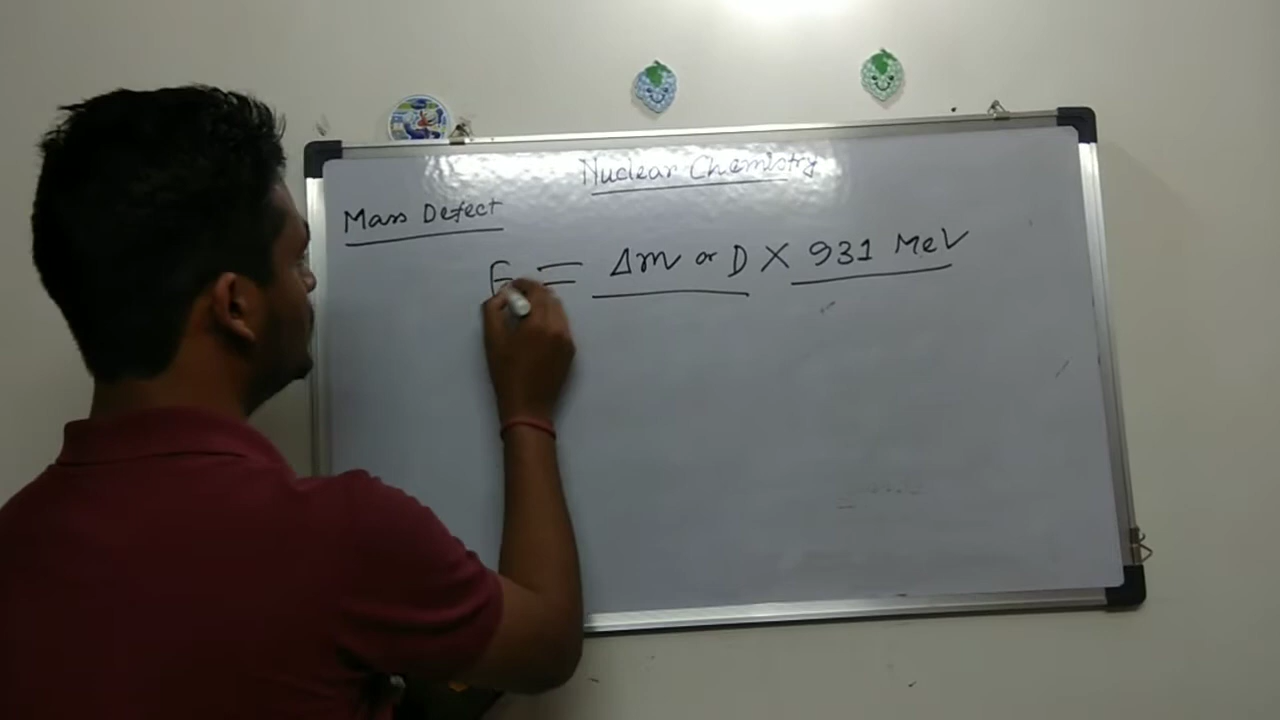 Nuclear Chemistry
Mass Defect
E = Δm or D X 931 MeV